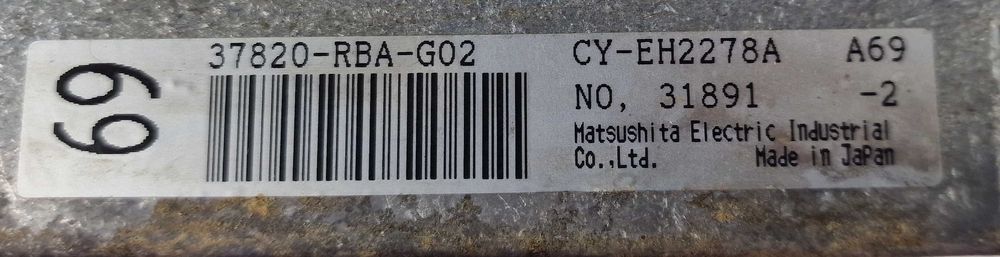 69
37820-RBA-G02
CY-EH2278A A69
NO, 31891 -2
Matsushita Electric Industrial
Co.,Ltd. Made in JaPan